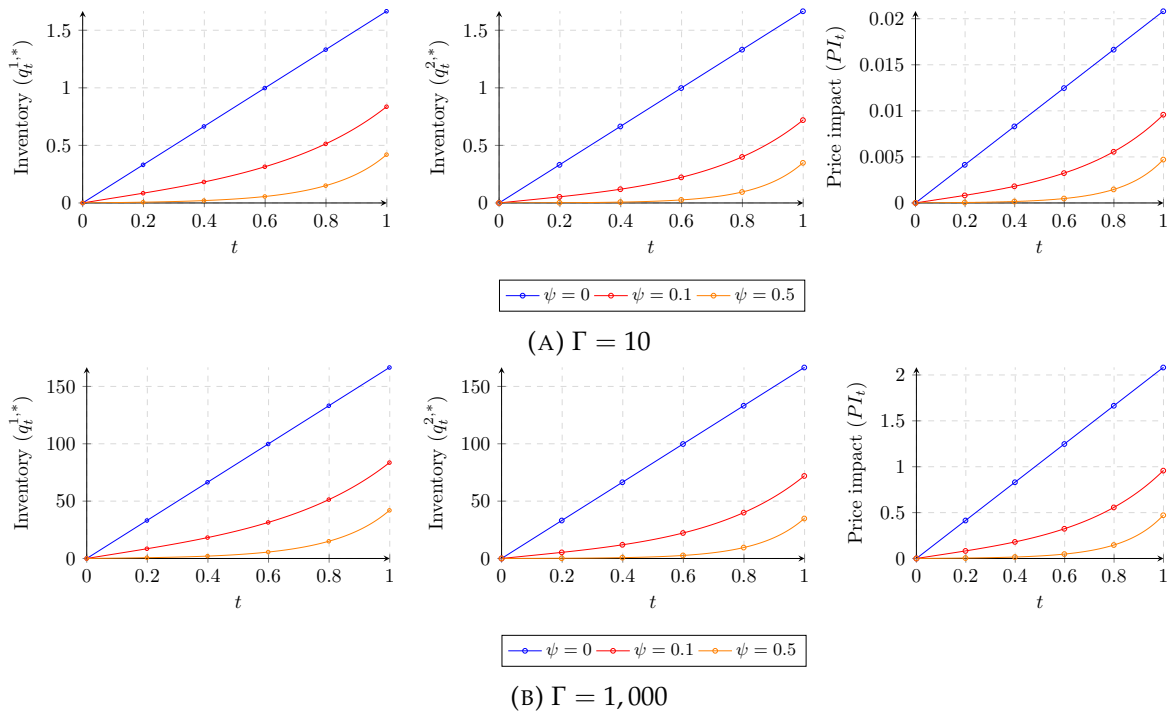 Inventory (q_t^{1,*})
0
0.5
1
1.5
0 0.2 0.4 0.6 0.8 1
t
Inventory (q_t^{2,*})
0
0.5
1
1.5
0 0.2 0.4 0.6 0.8 1
t
Price impact (PI_t)
0
0.005
0.01
0.015
0.02
0 0.2 0.4 0.6 0.8 1
t
ψ = 0 ψ = 0.1 ψ = 0.5
(A) Γ = 10
Inventory (q_t^{1,*})
0
50
100
150
0 0.2 0.4 0.6 0.8 1
t
Inventory (q_t^{2,*})
0
50
100
150
0 0.2 0.4 0.6 0.8 1
t
Price impact (PI_t)
0
0.5
1
1.5
2
0 0.2 0.4 0.6 0.8 1
t
ψ = 0 ψ = 0.1 ψ = 0.5
(B) Γ = 1,000